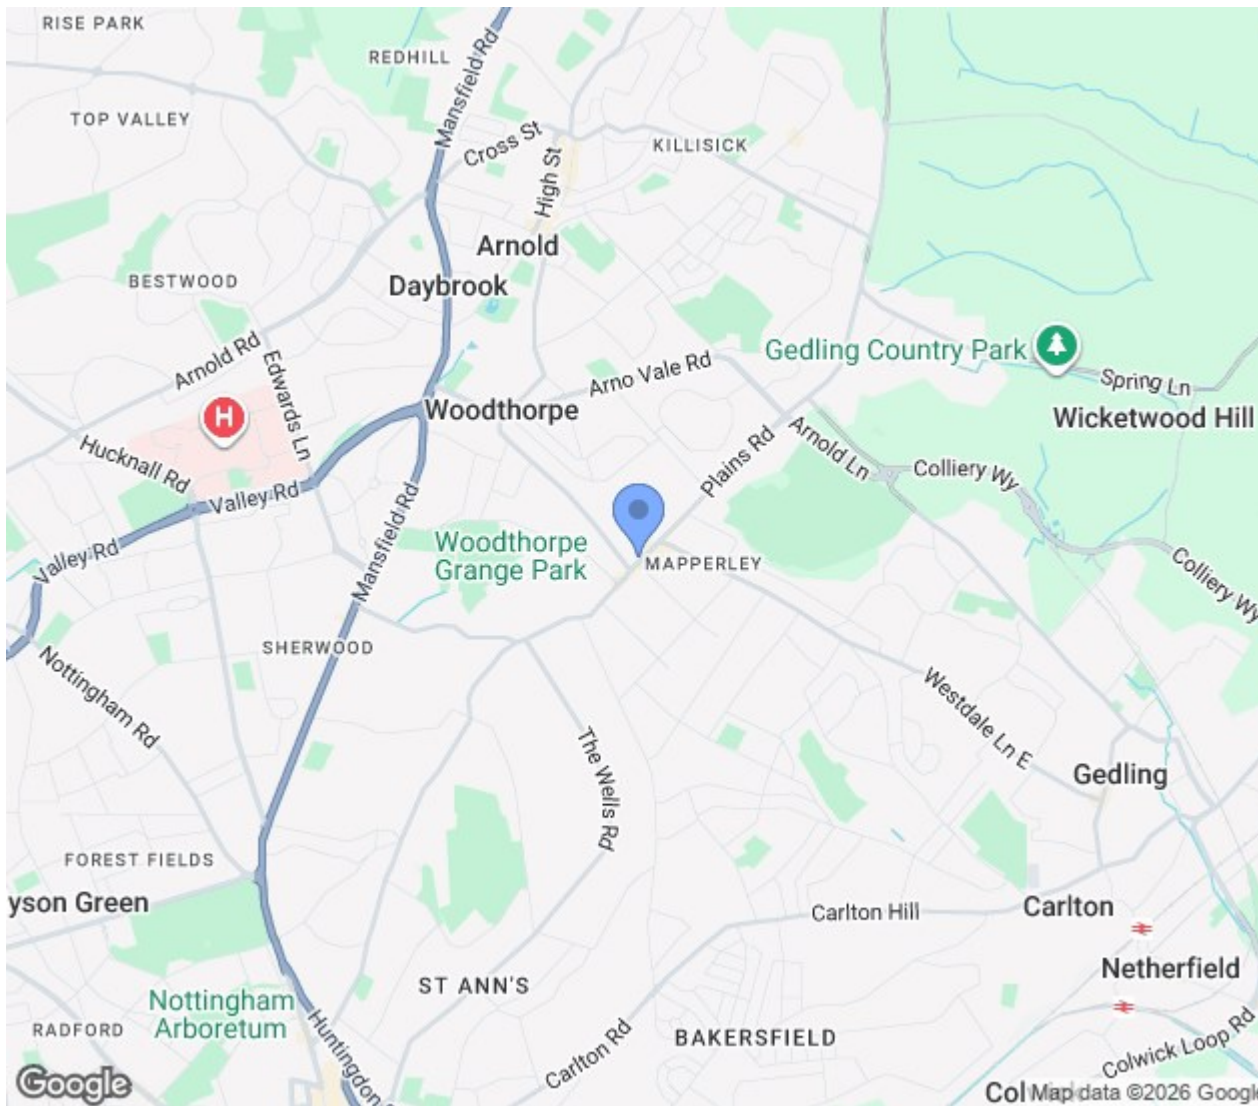 RISE PARK
REDHILL
Mansfield Rd
TOP VALLEY
Cross St
High St
KILLISICK
Arnold
BESTWOOD
Daybrook
Arnold Rd
Edwards Ln
Gedling Country Park
Arno Vale Rd
Spring Ln
H
Woodthorpe
Wicketwood Hill
Hucknall Rd
Plains Rd
Arnold Ln
Colliery Wy
Valley Rd
Valley Rd
Mansfield Rd
Woodthorpe
Grange Park
MAPPERLEY
Colliery Wy
SHERWOOD
Nottingham Rd
Westdale Ln E
The Wells Rd
Gedling
FOREST FIELDS
yson Green
Carlton Hill
Carlton
Netherfield
ST ANN'S
Nottingham
Arboretum
RADFORD
Huntingdon
BAKERSFIELD
Carlton Rd
Colwick Loop Rd
Google
Col
Map data ©2026 Googl